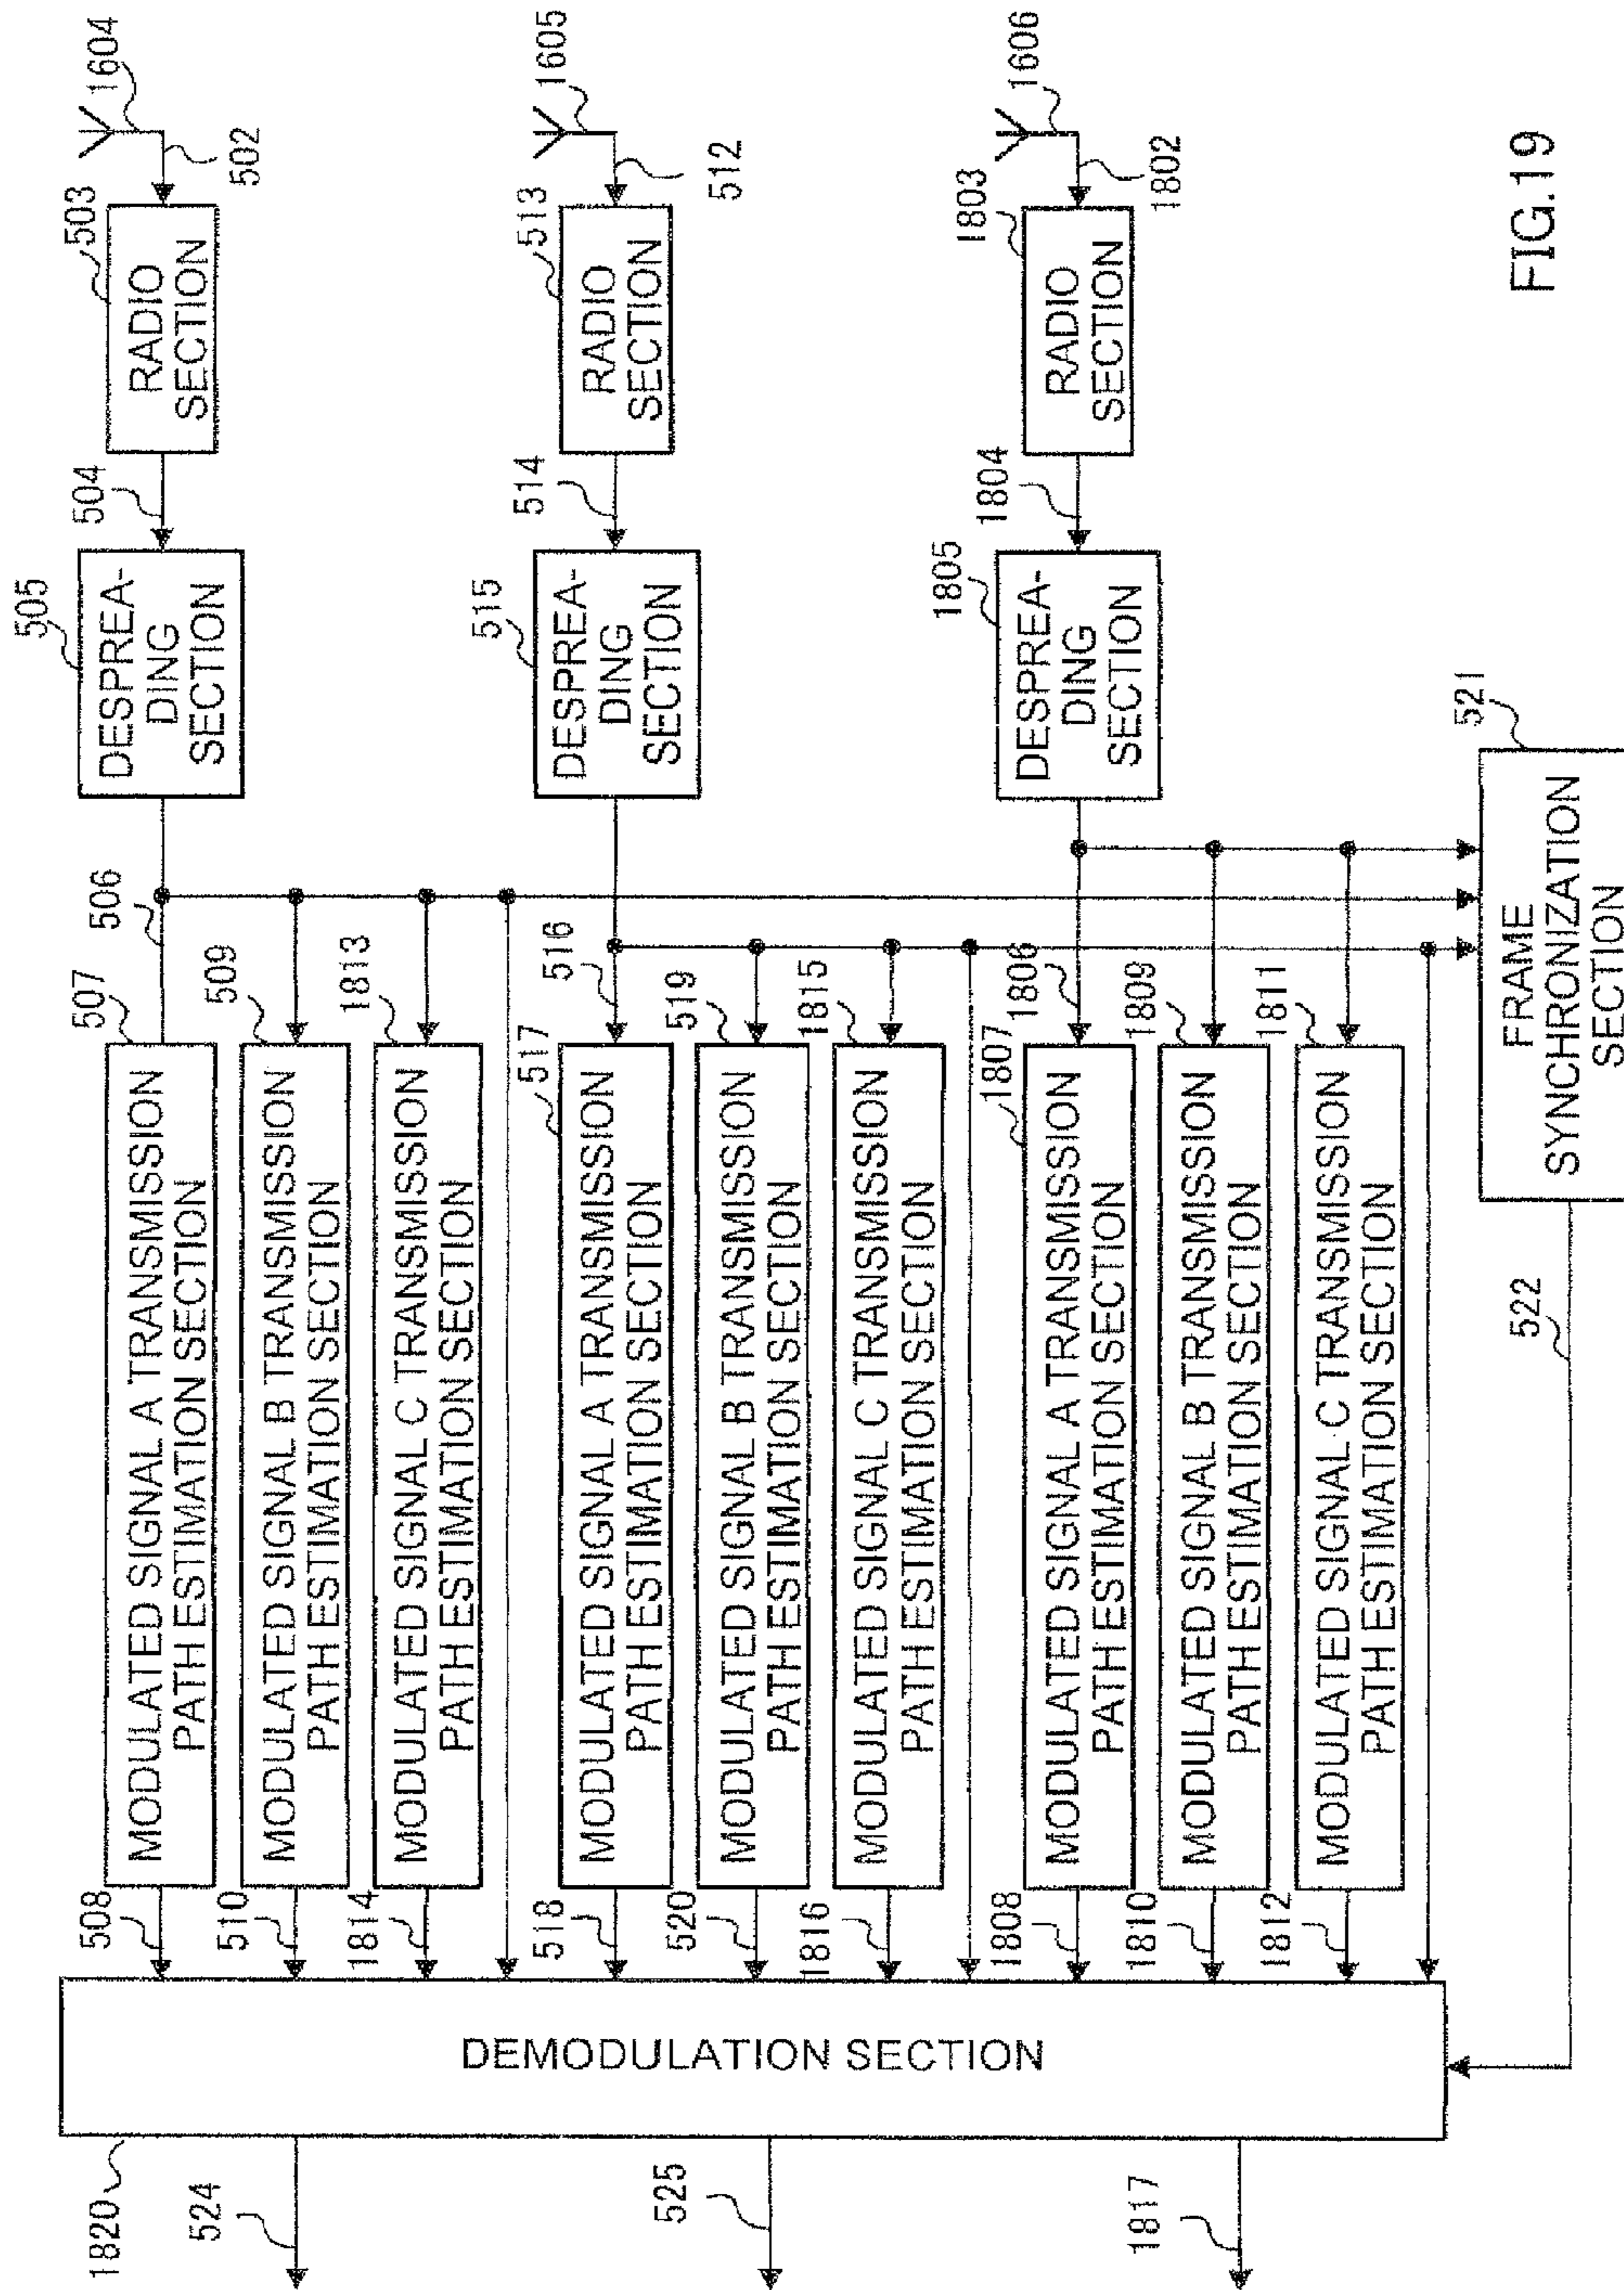 1604
502
503
RADIO
SECTION
504
505
DESPREA-
DING
SECTION
506
507
MODULATED SIGNAL A TRANSMISSION
PATH ESTIMATION SECTION
508
509
MODULATED SIGNAL B TRANSMISSION
PATH ESTIMATION SECTION
510
1813
MODULATED SIGNAL C TRANSMISSION
PATH ESTIMATION SECTION
1814
1605
512
513
RADIO
SECTION
514
515
DESPREA-
DING
SECTION
516
517
MODULATED SIGNAL A TRANSMISSION
PATH ESTIMATION SECTION
518
519
MODULATED SIGNAL B TRANSMISSION
PATH ESTIMATION SECTION
520
1815
MODULATED SIGNAL C TRANSMISSION
PATH ESTIMATION SECTION
1816
1606
1802
1803
RADIO
SECTION
1804
1805
DESPREA-
DING
SECTION
1806
1807
MODULATED SIGNAL A TRANSMISSION
PATH ESTIMATION SECTION
1808
1809
MODULATED SIGNAL B TRANSMISSION
PATH ESTIMATION SECTION
1810
1811
MODULATED SIGNAL C TRANSMISSION
PATH ESTIMATION SECTION
1812
521
FRAME
SYNCHRONIZATION
SECTION
522
DEMODULATION SECTION
1820
524
525
1817
FIG.19